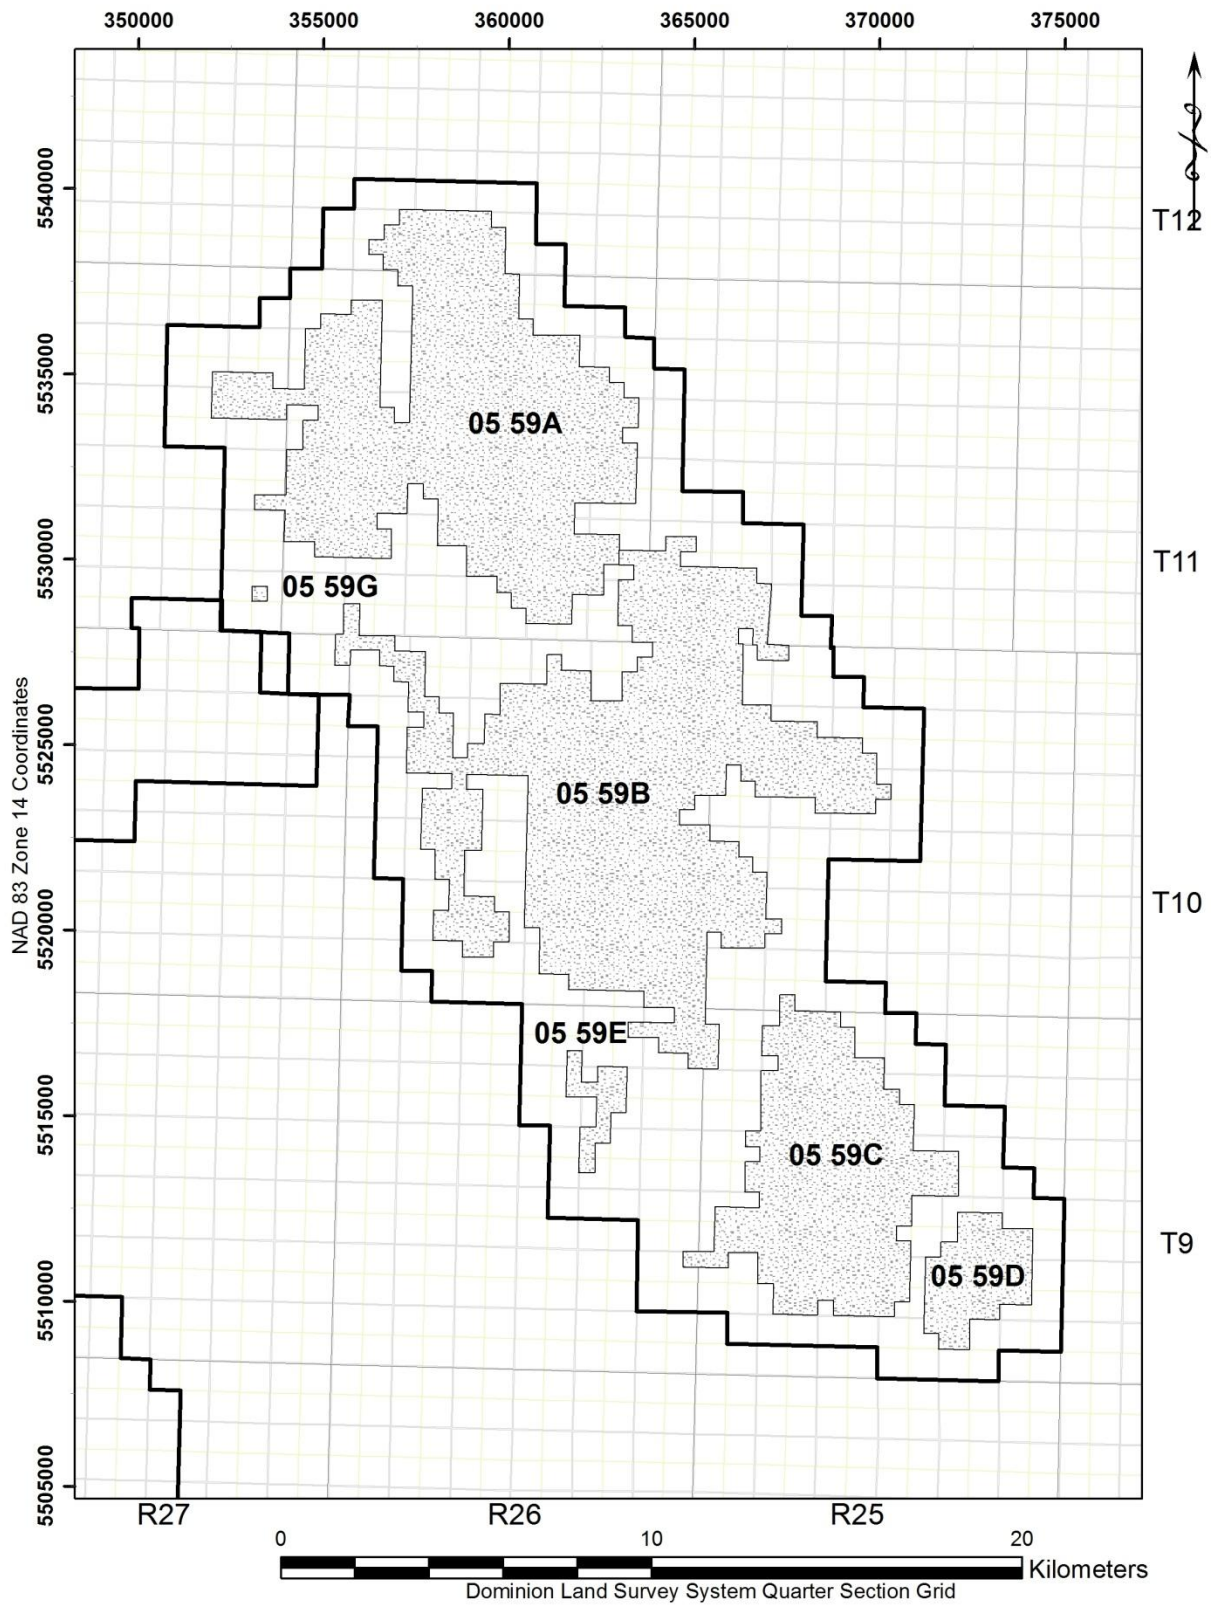 350000 355000 360000 365000 370000 375000
5540000
T12
5535000
05 59A
5530000
T11
05 59G
5525000
NAD 83 Zone 14 Coordinates
05 59B
T10
5520000
05 59E
5515000
05 59C
T9
05 59D
5510000
5505000
R27 R26 R25
0 10 20
Kilometers
Dominion Land Survey System Quarter Section Grid